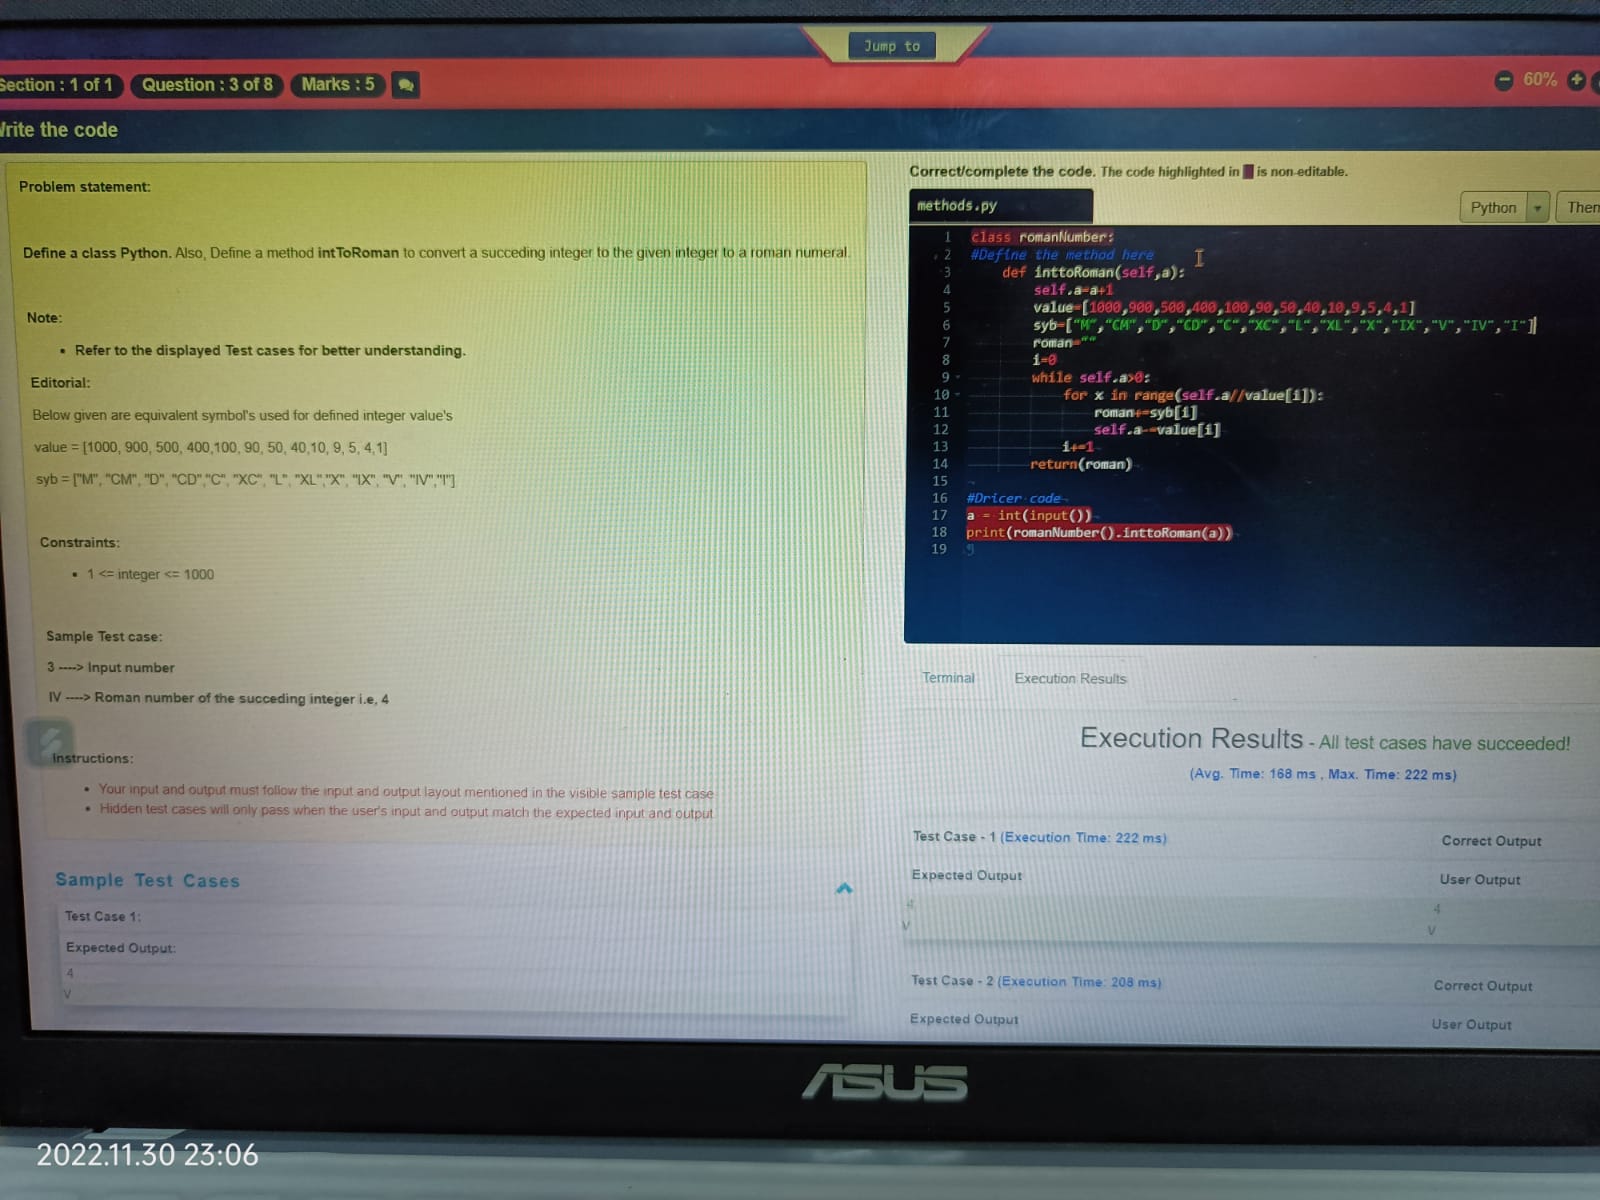 Jump to
Section : 1 of 1 Question : 3 of 8 Marks : 5
60%
Write the code
Problem statement:
Define a class Python. Also, Define a method intToRoman to convert a succeding integer to the given integer to a roman numeral.
Note:
• Refer to the displayed Test cases for better understanding.
Editorial:
Below given are equivalent symbol's used for defined integer value's
value = [1000, 900, 500, 400,100, 90, 50, 40,10, 9, 5, 4,1]
syb = ["M", "CM", "D", "CD","C", "XC", "L", "XL","X", "IX", "V", "IV","I"]
Constraints:
• 1 <= integer <= 1000
Sample Test case:
3 ----> Input number
IV ----> Roman number of the succeding integer i.e, 4
Instructions:
• Your input and output must follow the input and output layout mentioned in the visible sample test case
• Hidden test cases will only pass when the user's input and output match the expected input and output
Sample Test Cases
Test Case 1:
Expected Output:
4
V
Correct/complete the code. The code highlighted in is non-editable.
methods.py
Python
1 class romanNumber:
2 #Define the method here
3 def inttoRoman(self,a):
4 self.a=a+1
5 value=[1000,900,500,400,100,90,50,40,10,9,5,4,1]
6 syb=["M","CM","D","CD","C","XC","L","XL","X","IX","V","IV","I"]
7 roman=""
8 i=0
9 while self.a>0:
10 for x in range(self.a//value[i]):
11 roman+=syb[i]
12 self.a-=value[i]
13 i+=1
14 return(roman)
15
16 #Dricer code
17 a = int(input())
18 print(romanNumber().inttoRoman(a))
19
Terminal Execution Results
Execution Results - All test cases have succeeded!
(Avg. Time: 168 ms , Max. Time: 222 ms)
Test Case - 1 (Execution Time: 222 ms) Correct Output
Expected Output User Output
4 4
V V
Test Case - 2 (Execution Time: 208 ms) Correct Output
Expected Output User Output
ASUS
2022.11.30 23:06